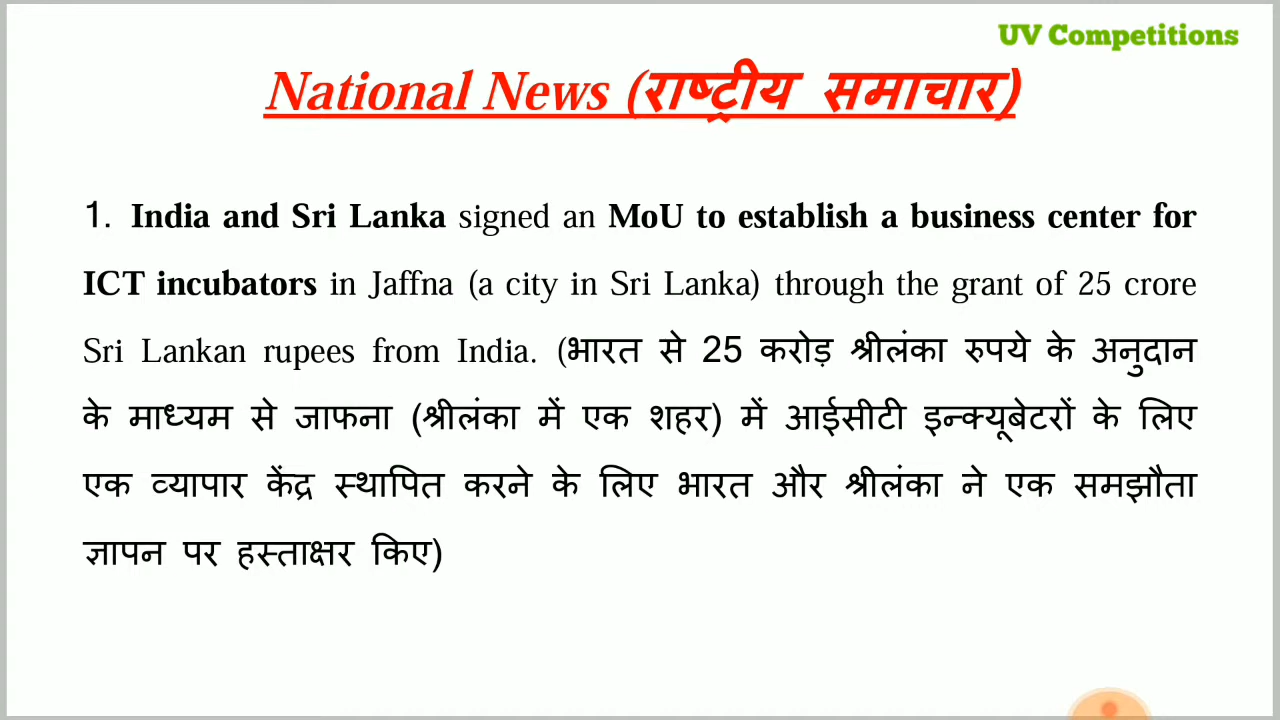 UV Competitions
National News (राष्ट्रीय समाचार)
1. India and Sri Lanka signed an MoU to establish a business center for
ICT incubators in Jaffna (a city in Sri Lanka) through the grant of 25 crore
Sri Lankan rupees from India. (भारत से 25 करोड़ श्रीलंका रुपये के अनुदान
के माध्यम से जाफना (श्रीलंका में एक शहर) में आईसीटी इन्क्यूबेटरों के लिए
एक व्यापार केंद्र स्थापित करने के लिए भारत और श्रीलंका ने एक समझौता
ज्ञापन पर हस्ताक्षर किए)